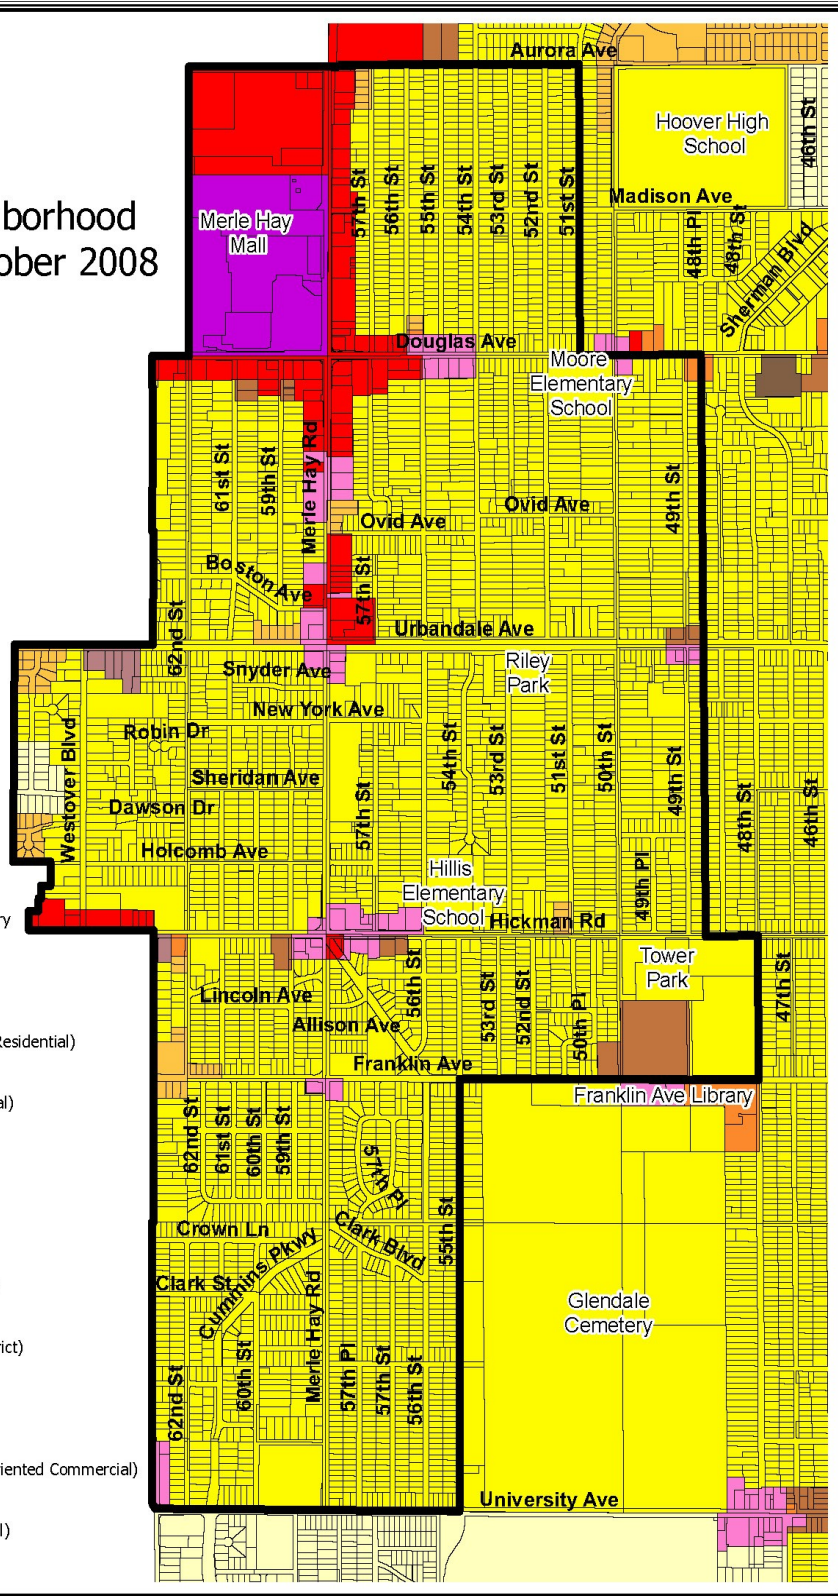 Aurora Ave
Hoover High
School
46th St
borhood
ober 2008
Merle Hay
Mall
57th St
56th St
55th St
54th St
53rd St
52nd St
51st St
Madison Ave
48th Pl
48th St
Sherman Blvd
Douglas Ave
Moore
Elementary
School
61st St
59th St
Merle Hay Rd
49th St
Ovid Ave
Ovid Ave
Boston Ave
57th St
62nd St
Urbandale Ave
Snyder Ave
Riley
Park
New York Ave
Robin Dr
Westover Blvd
54th St
53rd St
51st St
50th St
49th St
Sheridan Ave
57th St
Dawson Dr
48th St
46th St
Holcomb Ave
Hillis
Elementary
School
49th Pl
ry
Hickman Rd
Tower
Park
56th St
53rd St
52nd St
50th Pl
47th St
Lincoln Ave
Allison Ave
Residential)
Franklin Ave
al)
Franklin Ave Library
62nd St
61st St
60th St
59th St
57th Pl
55th St
Crown Ln
Clark Blvd
Cummins Pkwy
Clark St
Glendale
Cemetery
rict)
62nd St
60th St
Merle Hay Rd
57th Pl
57th St
56th St
riented Commercial)
University Ave
l)